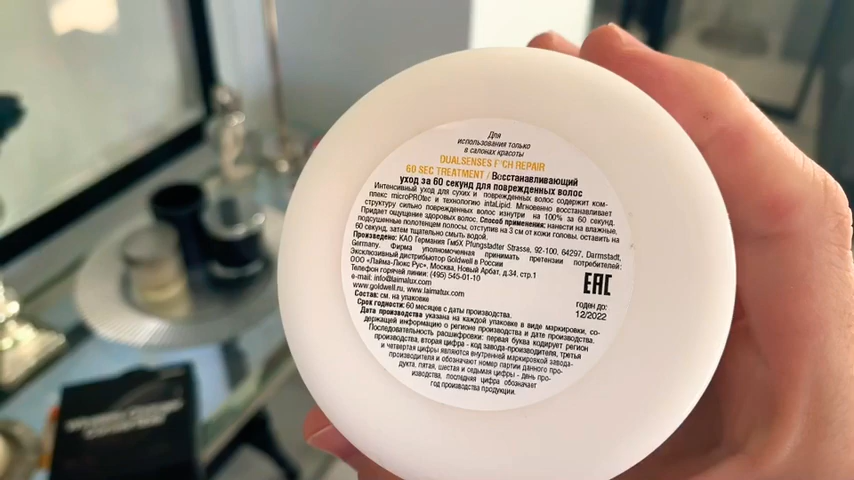 Для
использования только
в салонах красоты
DUALSENSES R*CH REPAIR
60 SEC TREATMENT / Восстанавливающий
уход за 60 секунд для поврежденных волос
Интенсивный уход для сухих и поврежденных волос содержит ком-
плекс microPROtec и технологию intraLipid. Мгновенно восстанавливает
структуру сильно поврежденных волос изнутри на 100% за 60 секунд.
Придает ощущение здоровых волос. Способ применения: нанести на влажные,
подсушенные полотенцем волосы, отступив на 3 см от кожи головы, оставить на
60 секунд, затем тщательно смыть водой.
Произведено: КАО Германия ГмбХ Pfungstadter Strasse, 92-100, 64297, Darmstadt,
Germany. Фирма уполномоченная принимать претензии потребителей:
Эксклюзивный дистрибьютор Goldwell в России
ООО «Лайма-Люкс Рус», Москва, Новый Арбат, д.34, стр.1
Телефон горячей линии: (495) 545-01-10
e-mail: info@laimalux.com
www.goldwell.ru, www.laimalux.com
Состав: см. на упаковке
Срок годности: 60 месяцев с даты производства.
EAC
ГОДЕН ДО:
12/2022
Дата производства указана на каждой упаковке в виде маркировки, со-
держащей информацию о регионе производства и дате производства.
Последовательность расшифровки: первая буква кодирует регион
производства, вторая цифра - код завода-производителя, третья
и четвертая цифры являются внутренней маркировкой завода-
производителя и обозначают номер партии данного про-
дукта, пятая, шестая и седьмая цифры - день про-
изводства, последняя цифра обозначает
год производства продукции.